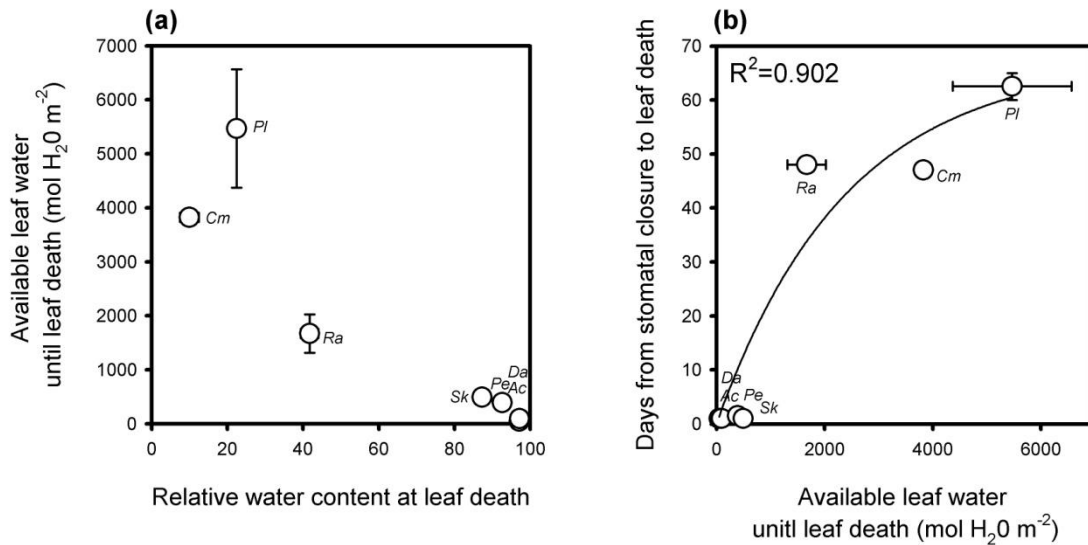 (a)
Available leaf water
until leaf death (mol H₂0 m⁻²)
7000
6000
5000
4000
3000
2000
1000
0
Pl
Cm
Ra
Sk
Pe
Da
Ac
0 20 40 60 80 100
Relative water content at leaf death
(b)
Days from stomatal closure to leaf death
70
60
50
40
30
20
10
0
R²=0.902
Pl
Ra
Cm
Da
Ac Pe
Sk
0 2000 4000 6000
Available leaf water
unitl leaf death (mol H₂0 m⁻²)